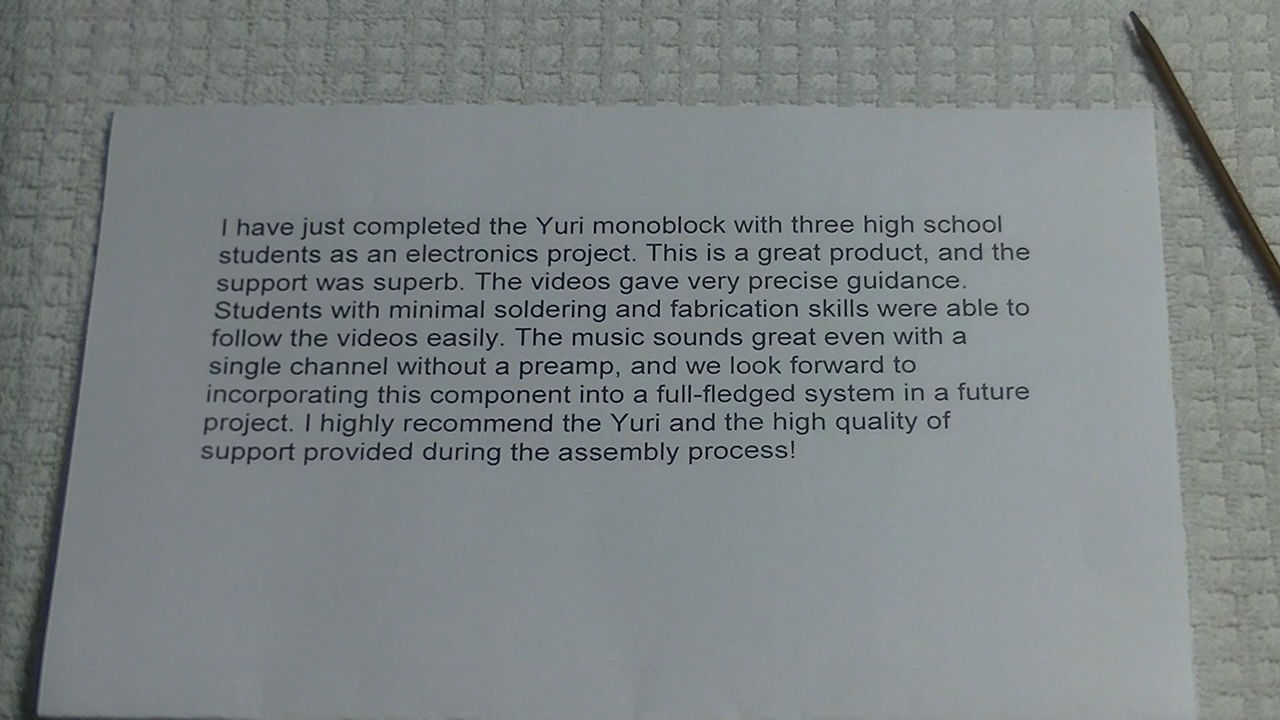 I have just completed the Yuri monoblock with three high school
students as an electronics project. This is a great product, and the
support was superb. The videos gave very precise guidance.
Students with minimal soldering and fabrication skills were able to
follow the videos easily. The music sounds great even with a
single channel without a preamp, and we look forward to
incorporating this component into a full-fledged system in a future
project. I highly recommend the Yuri and the high quality of
support provided during the assembly process!